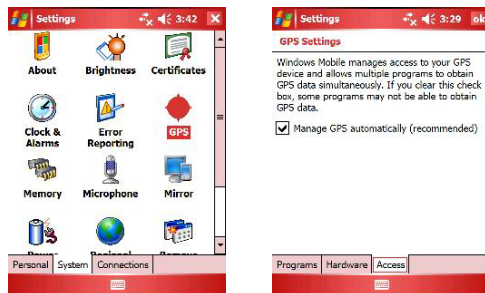 Settings 3:42
About Brightness Certificates
Clock & Error GPS
Alarms Reporting
Memory Microphone Mirror
Personal System Connections
Settings 3:29 ok
GPS Settings
Windows Mobile manages access to your GPS
device and allows multiple programs to obtain
GPS data simultaneously. If you clear this check
box, some programs may not be able to obtain
GPS data.
Manage GPS automatically (recommended)
Programs Hardware Access